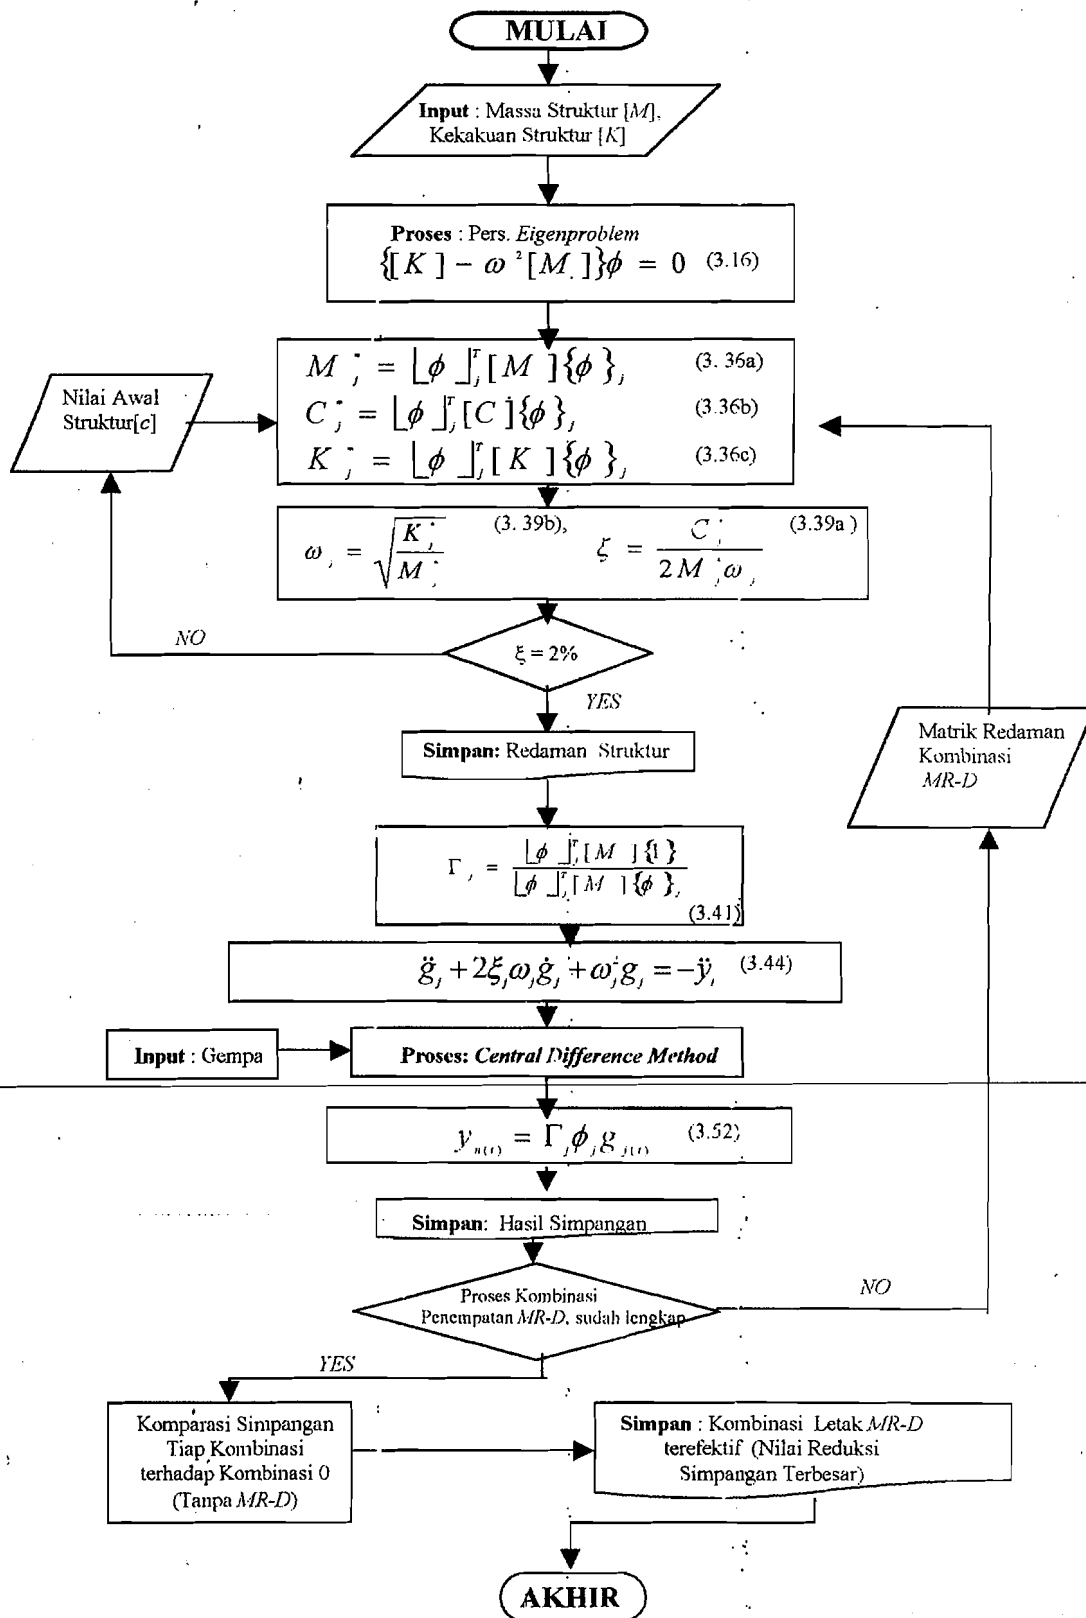 MULAI
Input : Massa Struktur [M],
Kekakuan Struktur [K]
Proses : Pers. Eigenproblem
{[K] − ω²[M]}ϕ = 0 (3.16)
M*j = ⌊ϕ⌋ᵀj [M]{ϕ}j (3. 36a)
C*j = ⌊ϕ⌋ᵀj [C]{ϕ}j (3.36b)
K*j = ⌊ϕ⌋ᵀj [K]{ϕ}j (3.36c)
Nilai Awal
Struktur[c]
ωj = √(K*j / M*j) (3. 39b), ξ = C*j / (2M*jωj) (3.39a )
NO
ξ = 2%
YES
Simpan: Redaman Struktur
Matrik Redaman
Kombinasi
MR-D
Γj = ⌊ϕ⌋ᵀj [M]{1} / ⌊ϕ⌋ᵀj [M]{ϕ}j
(3.41)
g̈j + 2ξjωjġj + ωj²gj = −ÿt (3.44)
Input : Gempa
Proses: Central Difference Method
yn(t) = Γjϕjgj(t) (3.52)
Simpan: Hasil Simpangan
Proses Kombinasi
Penempatan MR-D, sudah lengkap
NO
YES
Komparasi Simpangan
Tiap Kombinasi
terhadap Kombinasi 0
(Tanpa MR-D)
Simpan : Kombinasi Letak MR-D
terefektif (Nilai Reduksi
Simpangan Terbesar)
AKHIR